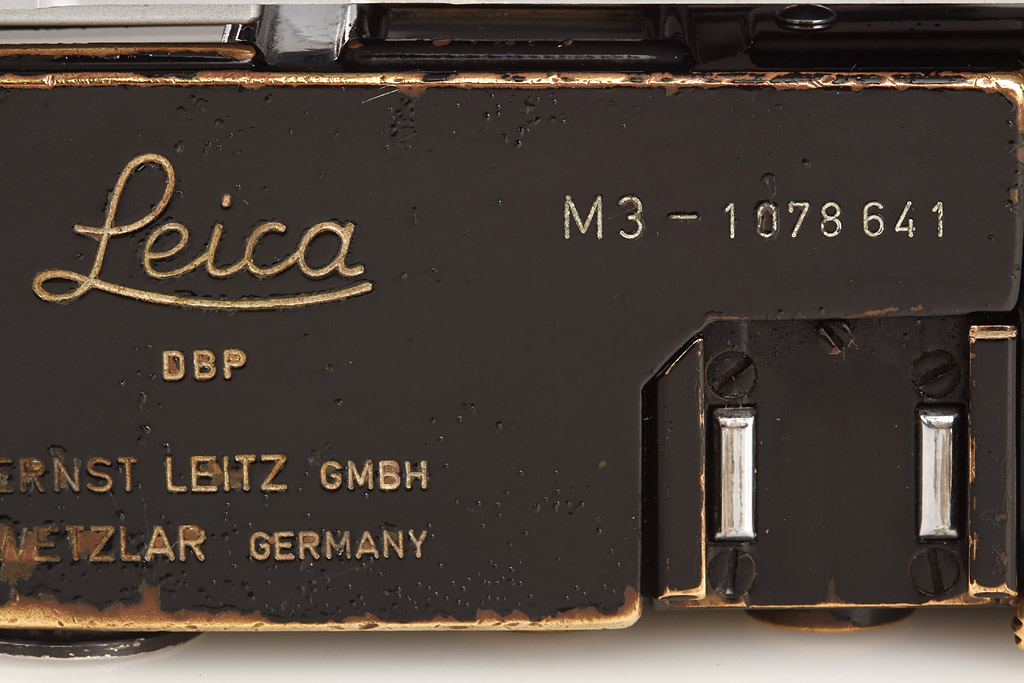 Leica
M3 - 1078641
DBP
ERNST LEITZ GMBH
WETZLAR GERMANY